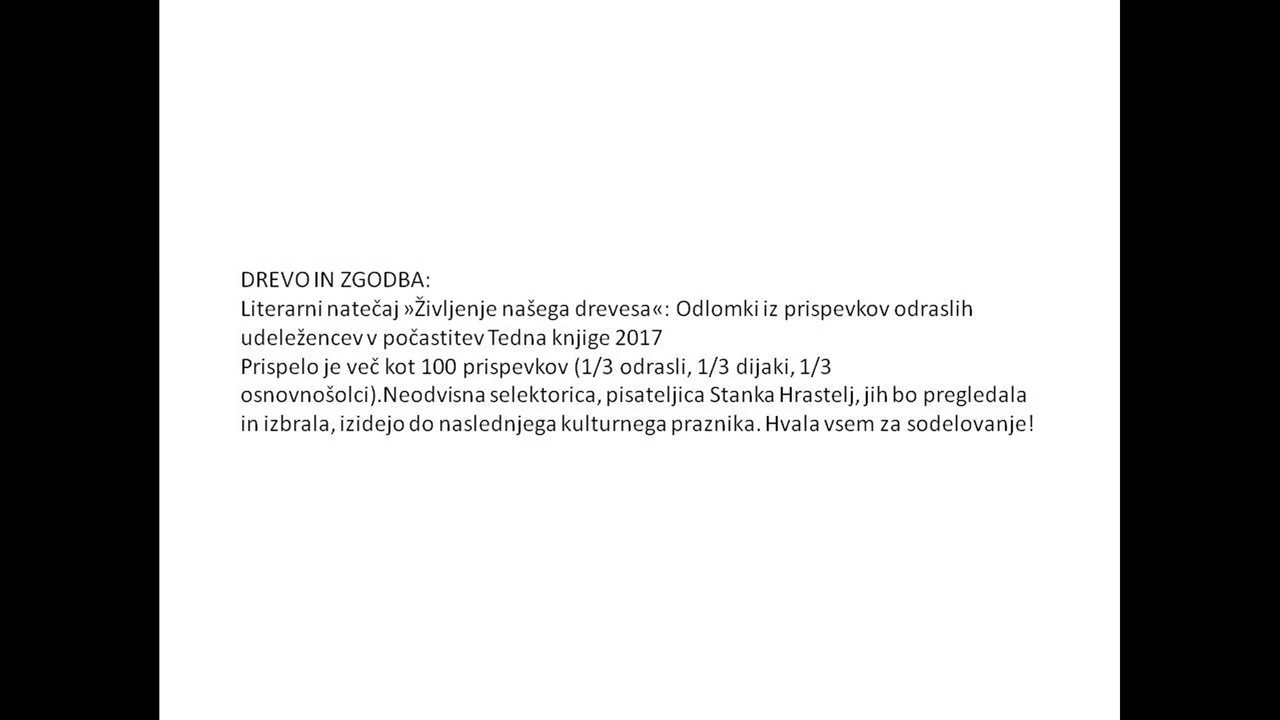 DREVO IN ZGODBA:
Literarni natečaj »Življenje našega drevesa«: Odlomki iz prispevkov odraslih
udeležencev v počastitev Tedna knjige 2017
Prispelo je več kot 100 prispevkov (1/3 odrasli, 1/3 dijaki, 1/3
osnovnošolci).Neodvisna selektorica, pisateljica Stanka Hrastelj, jih bo pregledala
in izbrala, izidejo do naslednjega kulturnega praznika. Hvala vsem za sodelovanje!